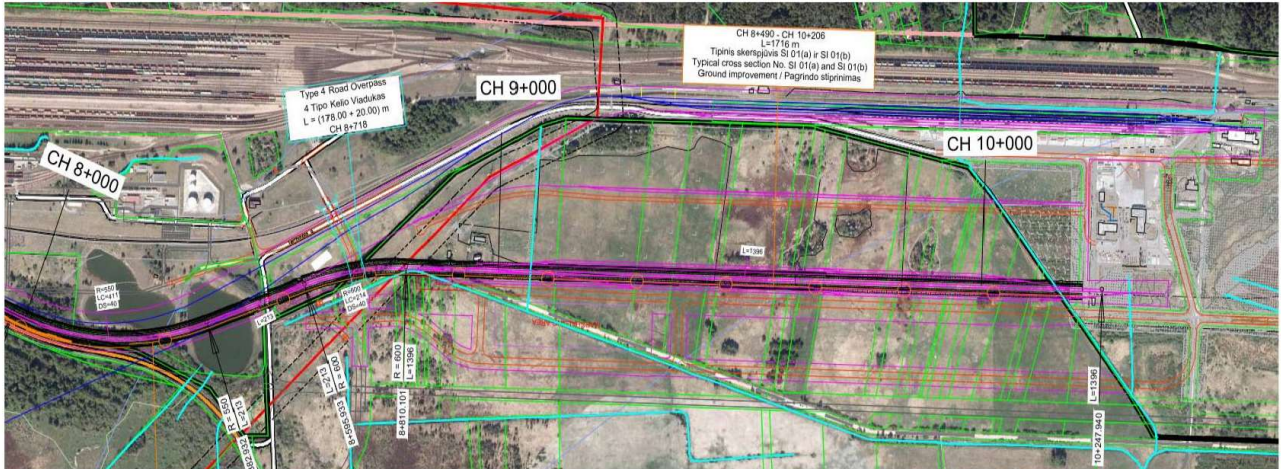 CH 8+490 - CH 10+206
L=1716 m
Tipinis skerspjūvis SI 01(a) ir SI 01(b)
Typical cross section No. SI 01(a) and SI 01(b)
Ground improvement / Pagrindo stiprinimas
Type 4 Road Overpass
4 Tipo Kelio Viadukas
L = (178.00 + 20.00) m
CH 8+718
CH 9+000
CH 8+000
CH 10+000
L=1396
R=550
LC=411
DS=40
R=600
LC=214
DS=40
L=213
R = 550
L=213
R = 600
L=213
8+595.933
R = 600
L=1396
8+810.101
L=1396
10+247.940